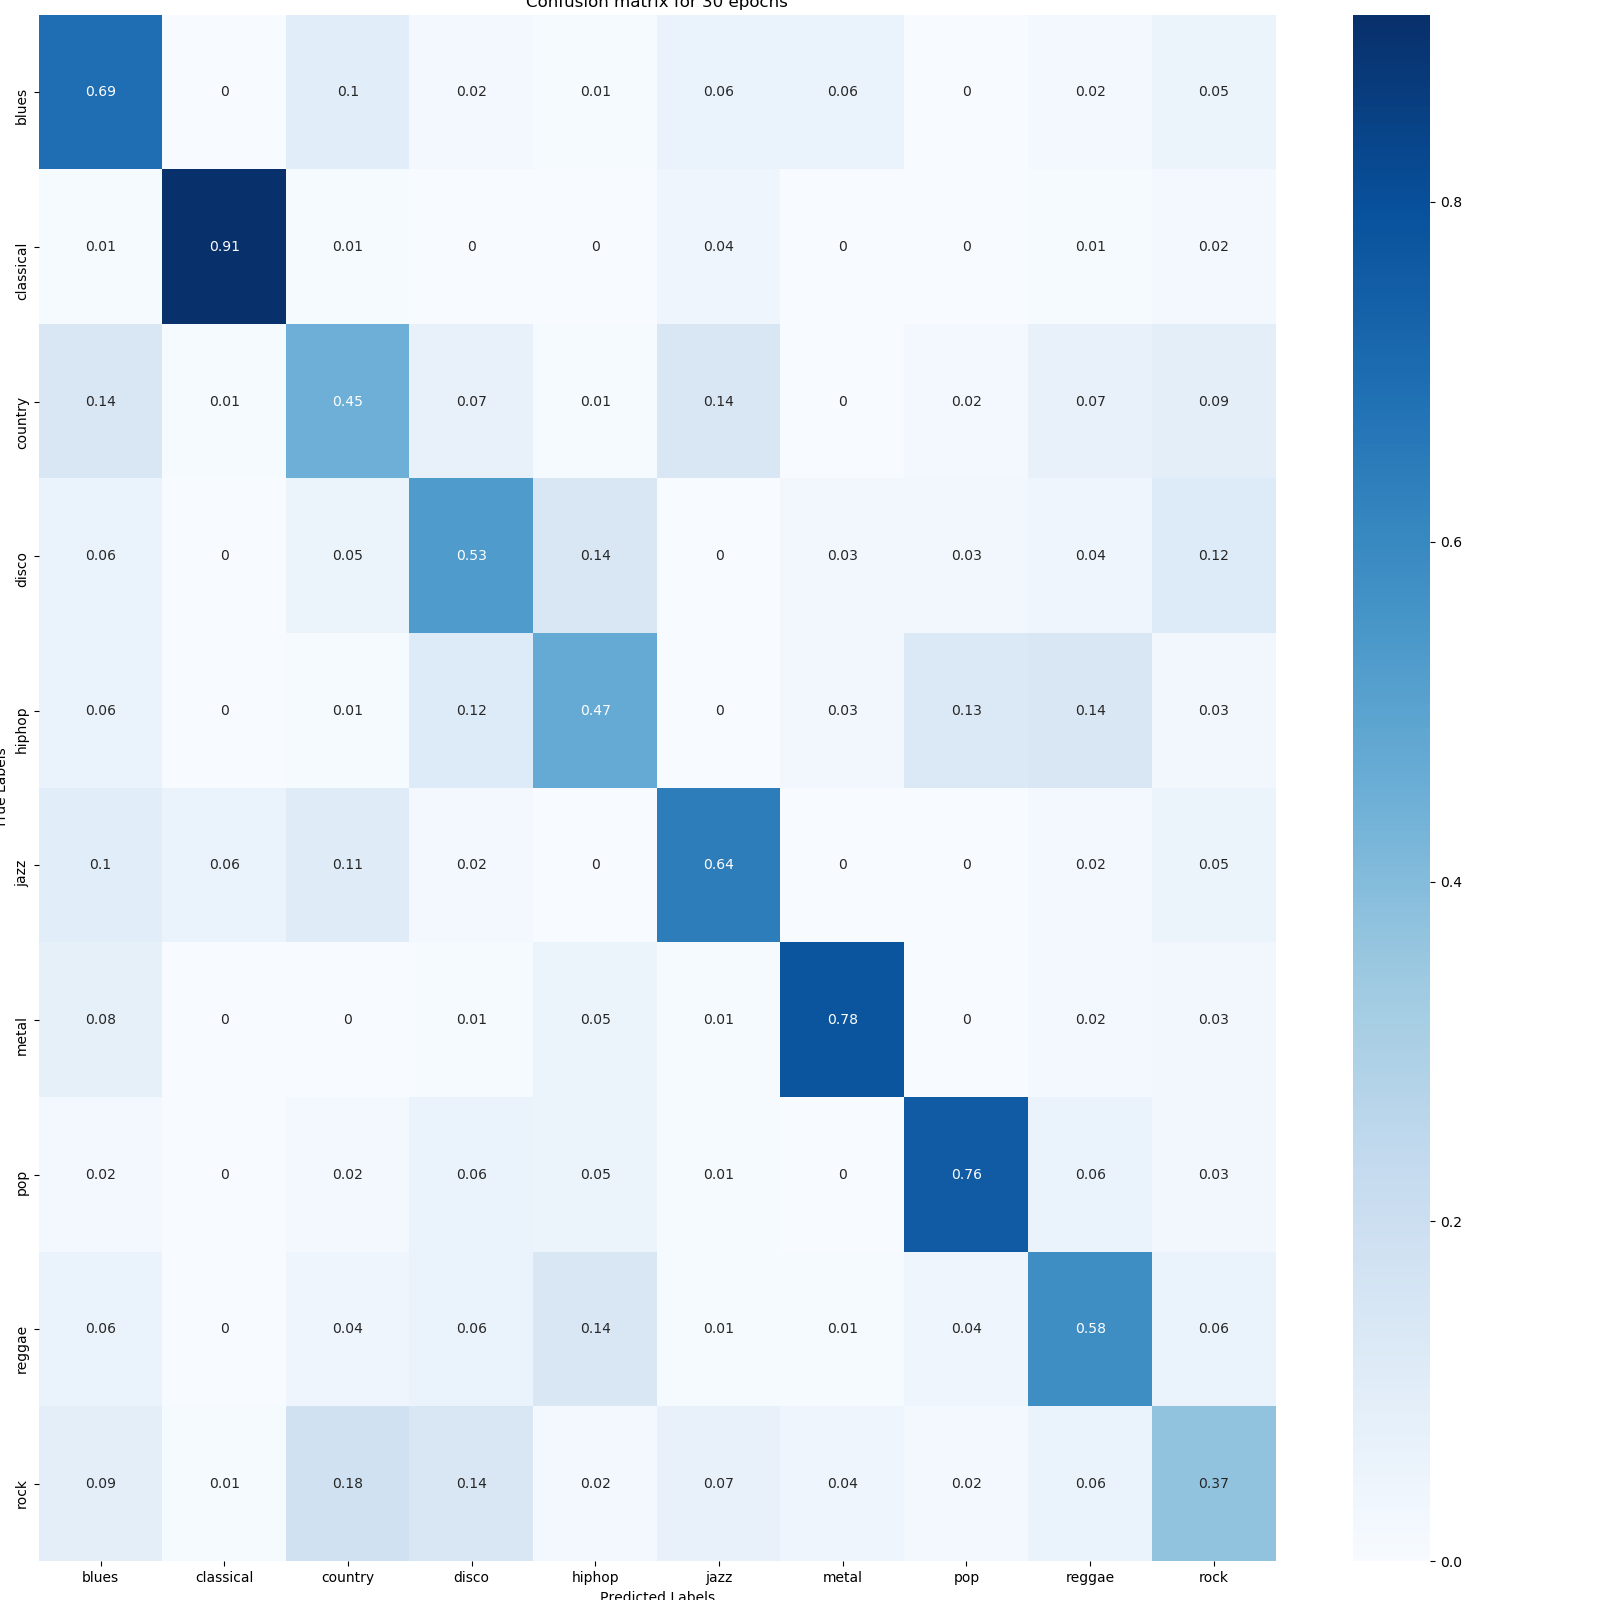 Confusion matrix for 30 epochs
blues 0.69 0 0.1 0.02 0.01 0.06 0.06 0 0.02 0.05
classical 0.01 0.91 0.01 0 0 0.04 0 0 0.01 0.02
country 0.14 0.01 0.45 0.07 0.01 0.14 0 0.02 0.07 0.09
disco 0.06 0 0.05 0.53 0.14 0 0.03 0.03 0.04 0.12
hiphop 0.06 0 0.01 0.12 0.47 0 0.03 0.13 0.14 0.03
True Labels
jazz 0.1 0.06 0.11 0.02 0 0.64 0 0 0.02 0.05
metal 0.08 0 0 0.01 0.05 0.01 0.78 0 0.02 0.03
pop 0.02 0 0.02 0.06 0.05 0.01 0 0.76 0.06 0.03
reggae 0.06 0 0.04 0.06 0.14 0.01 0.01 0.04 0.58 0.06
rock 0.09 0.01 0.18 0.14 0.02 0.07 0.04 0.02 0.06 0.37
blues classical country disco hiphop jazz metal pop reggae rock
Predicted Labels
0.8
0.6
0.4
0.2
0.0